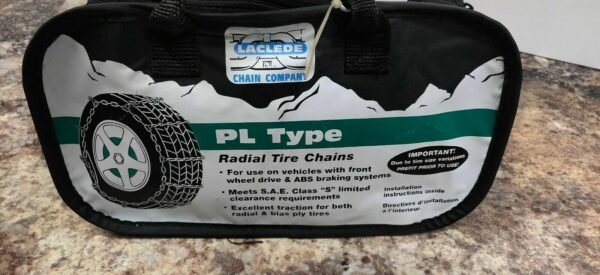 LACLEDE
CHAIN COMPANY
PL Type
Radial Tire Chains
• For use on vehicles with front
wheel drive & ABS braking systems
• Meets S.A.E. Class "S" limited
clearance requirements
• Excellent traction for both
radial & bias ply tires
IMPORTANT!
Due to tire size variations
PREFIT PRIOR TO USE!
Installation
instructions inside
Directives d'installation
a l'interieur